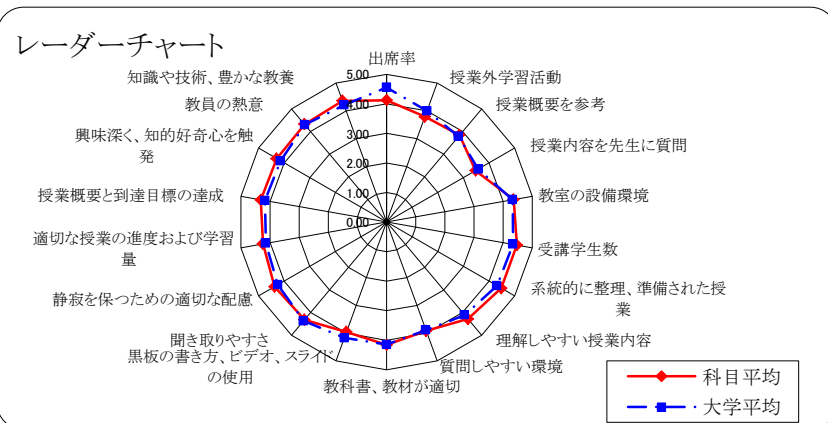 レーダーチャート
出席率
授業外学習活動
授業概要を参考
授業内容を先生に質問
教室の設備環境
受講学生数
系統的に整理、準備された授
業
理解しやすい授業内容
質問しやすい環境
教科書、教材が適切
黒板の書き方、ビデオ、スライド
の使用
聞き取りやすさ
静寂を保つための適切な配慮
適切な授業の進度および学習
量
授業概要と到達目標の達成
興味深く、知的好奇心を触
発
教員の熱意
知識や技術、豊かな教養
5.00
4.00
3.00
2.00
1.00
0.00
科目平均
大学平均